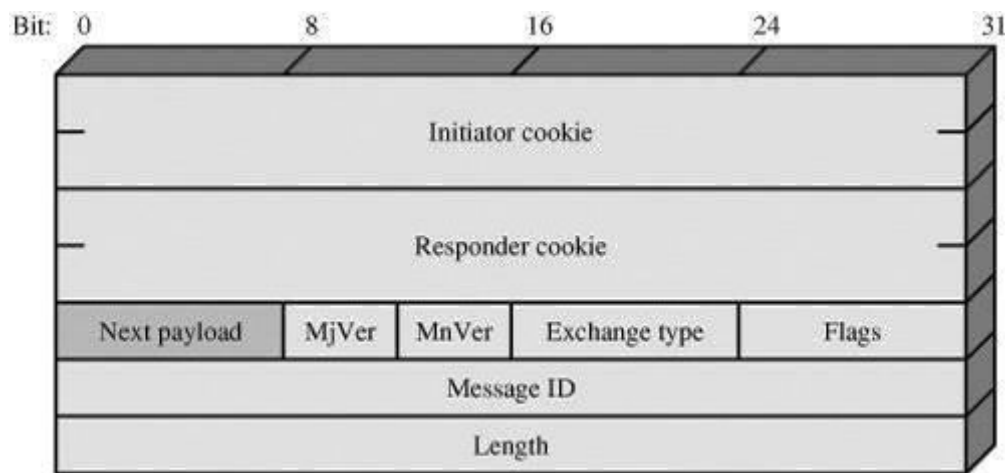 Bit: 0 8 16 24 31
Initiator cookie
Responder cookie
Next payload MjVer MnVer Exchange type Flags
Message ID
Length